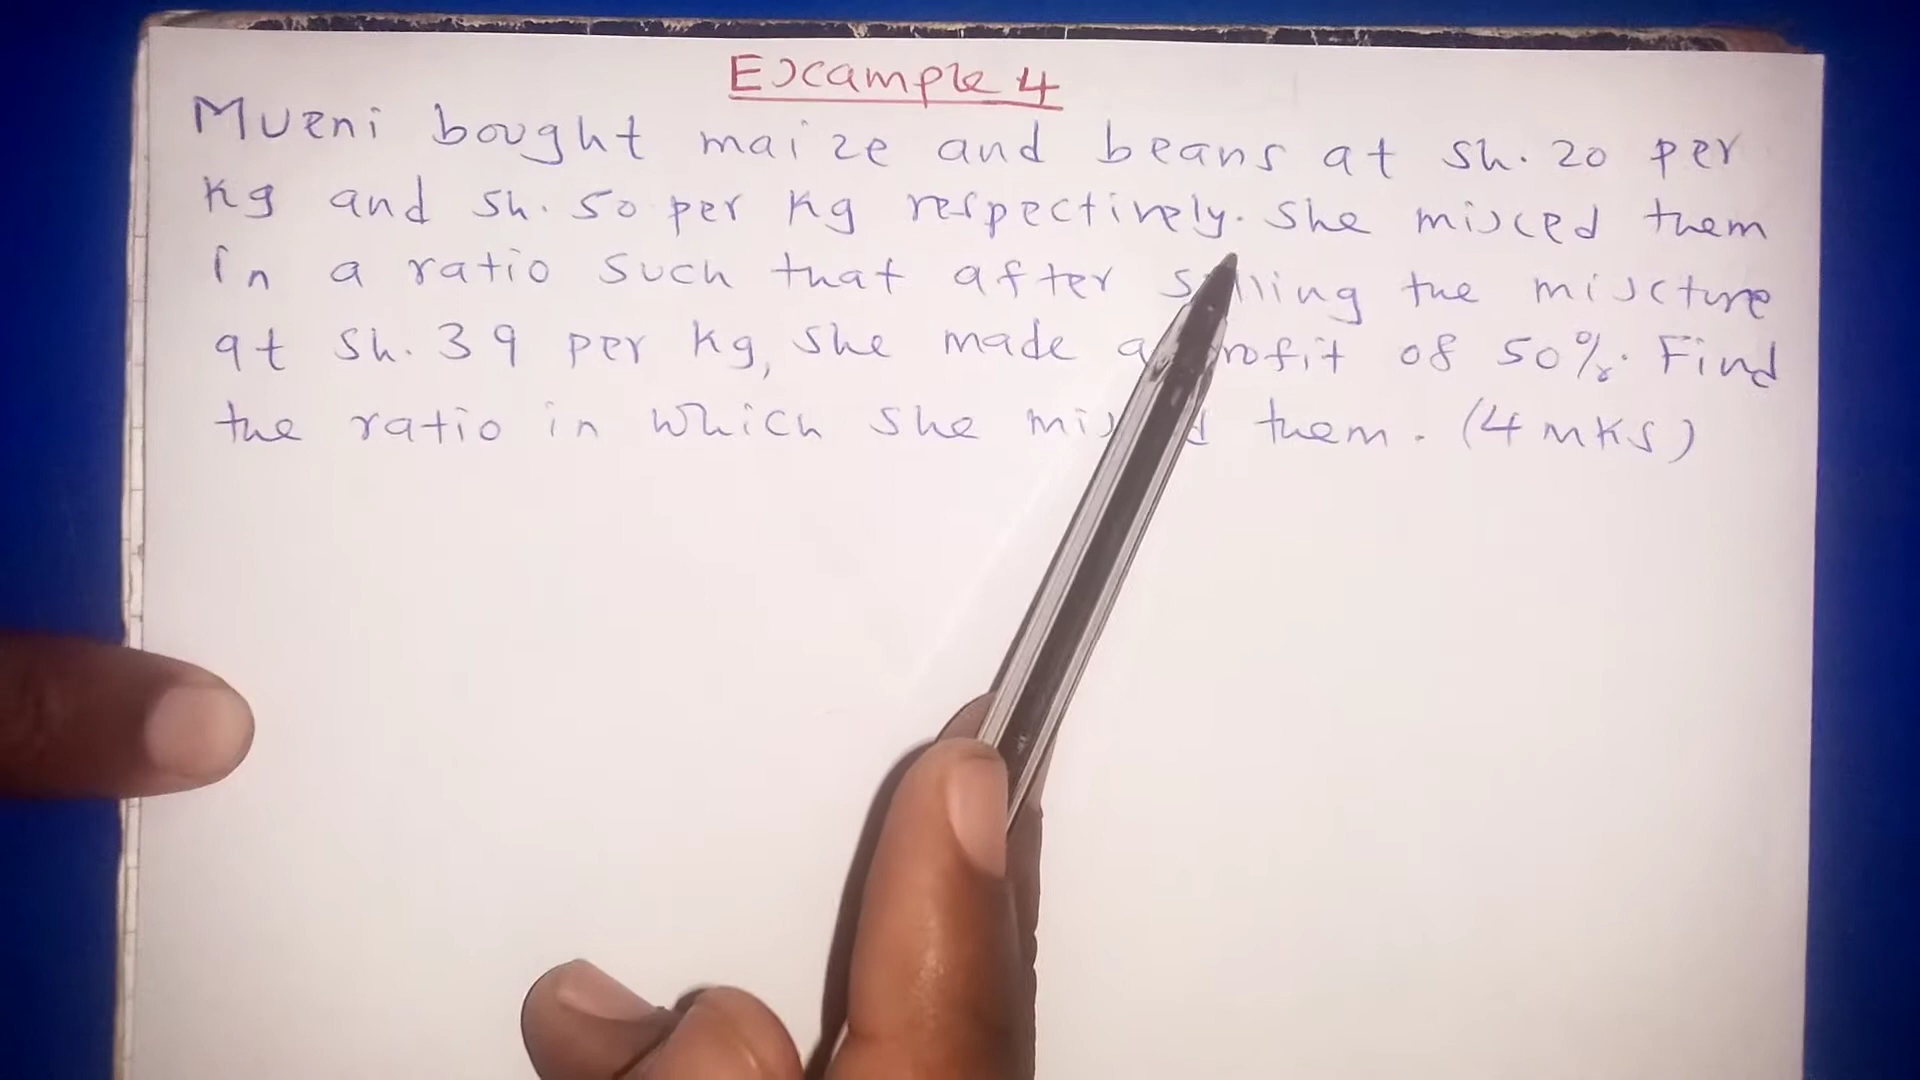 Example 4
Mueni bought maize and beans at sh. 20 per
kg and sh. 50 per kg respectively. She mixed them
in a ratio such that after selling the mixture
at sh. 39 per kg, she made a profit of 50%. Find
the ratio in which she them. (4 mks)